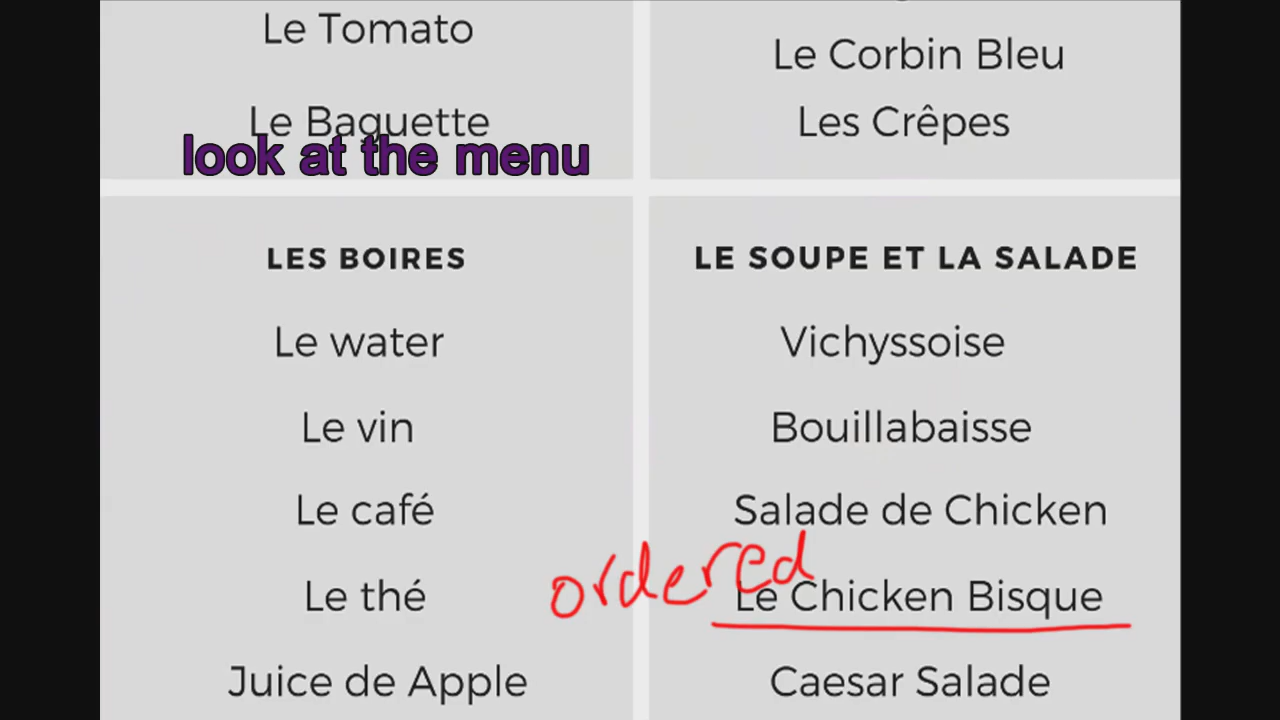 Le Tomato
Le Baguette
look at the menu
Le Corbin Bleu
Les Crêpes
LES BOIRES
Le water
Le vin
Le café
Le thé
Juice de Apple
LE SOUPE ET LA SALADE
Vichyssoise
Bouillabaisse
Salade de Chicken
ordered
Le Chicken Bisque
Caesar Salade